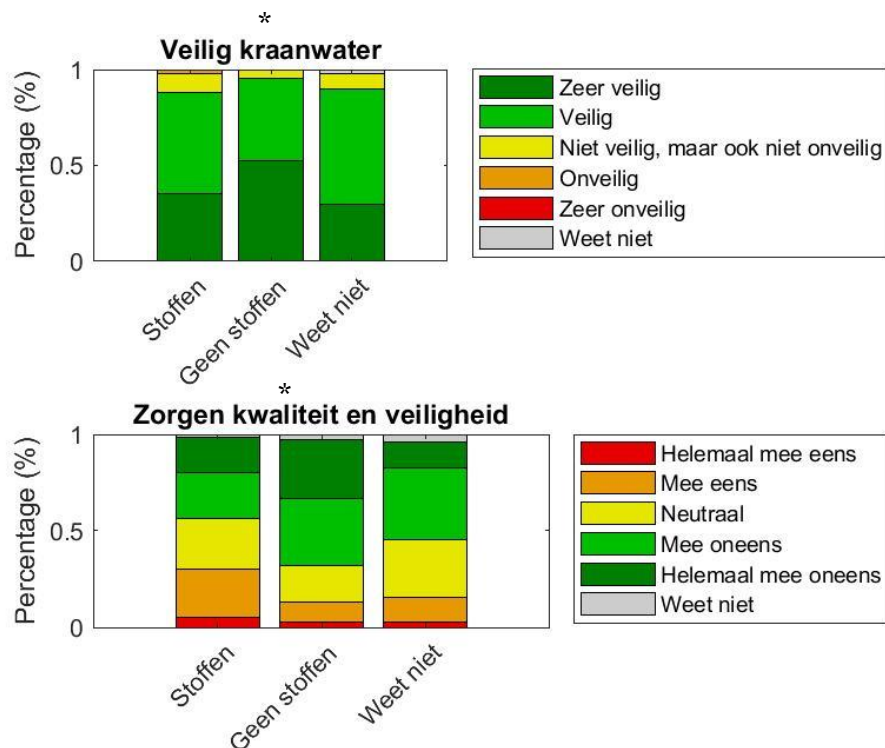 *
Veilig kraanwater
Percentage (%)
1
0.5
0
Stoffen
Geen stoffen
Weet niet
Zeer veilig
Veilig
Niet veilig, maar ook niet onveilig
Onveilig
Zeer onveilig
Weet niet
*
Zorgen kwaliteit en veiligheid
Percentage (%)
1
0.5
0
Stoffen
Geen stoffen
Weet niet
Helemaal mee eens
Mee eens
Neutraal
Mee oneens
Helemaal mee oneens
Weet niet